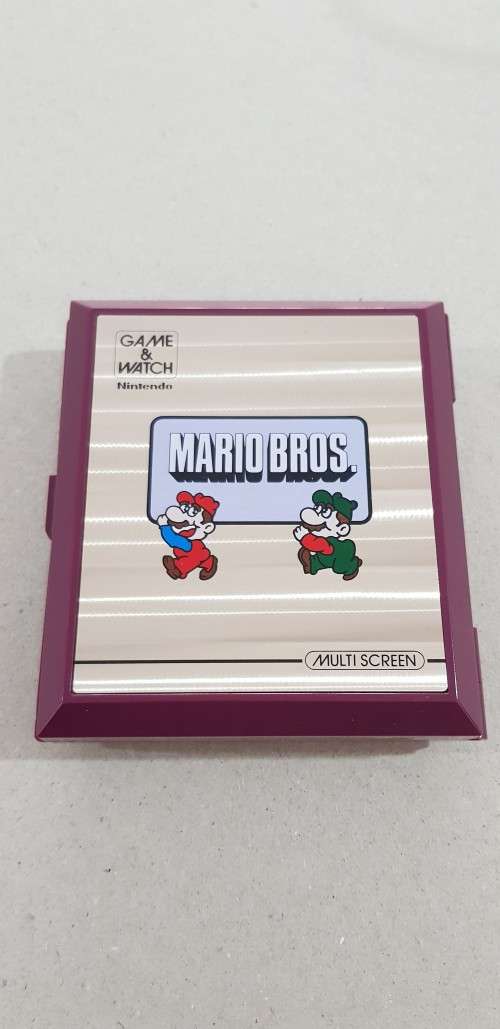 GAME
&
WATCH
Nintendo
MARIO BROS.
MULTI SCREEN